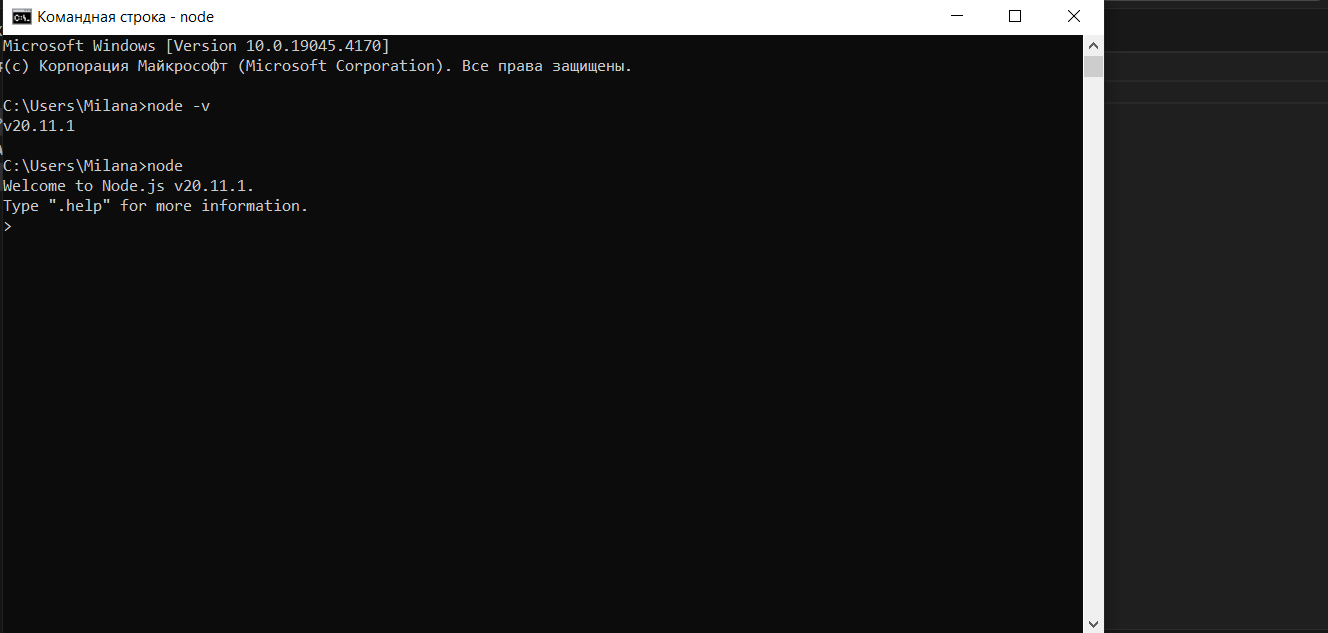 Командная строка - node
Microsoft Windows [Version 10.0.19045.4170]
(c) Корпорация Майкрософт (Microsoft Corporation). Все права защищены.
C:\Users\Milana>node -v
v20.11.1
C:\Users\Milana>node
Welcome to Node.js v20.11.1.
Type ".help" for more information.
>